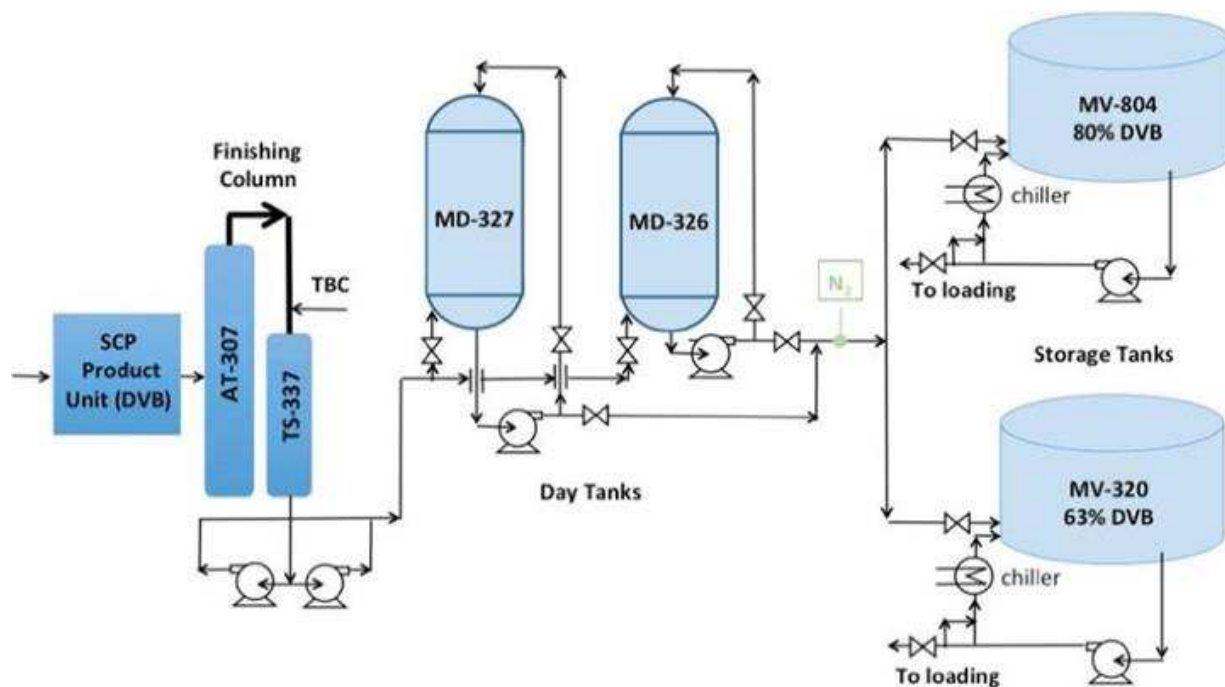 Finishing
Column
SCP
Product
Unit (DVB)
AT-307
TBC
TS-337
MD-327
MD-326
Day Tanks
N2
MV-804
80% DVB
chiller
To loading
Storage Tanks
MV-320
63% DVB
chiller
To loading